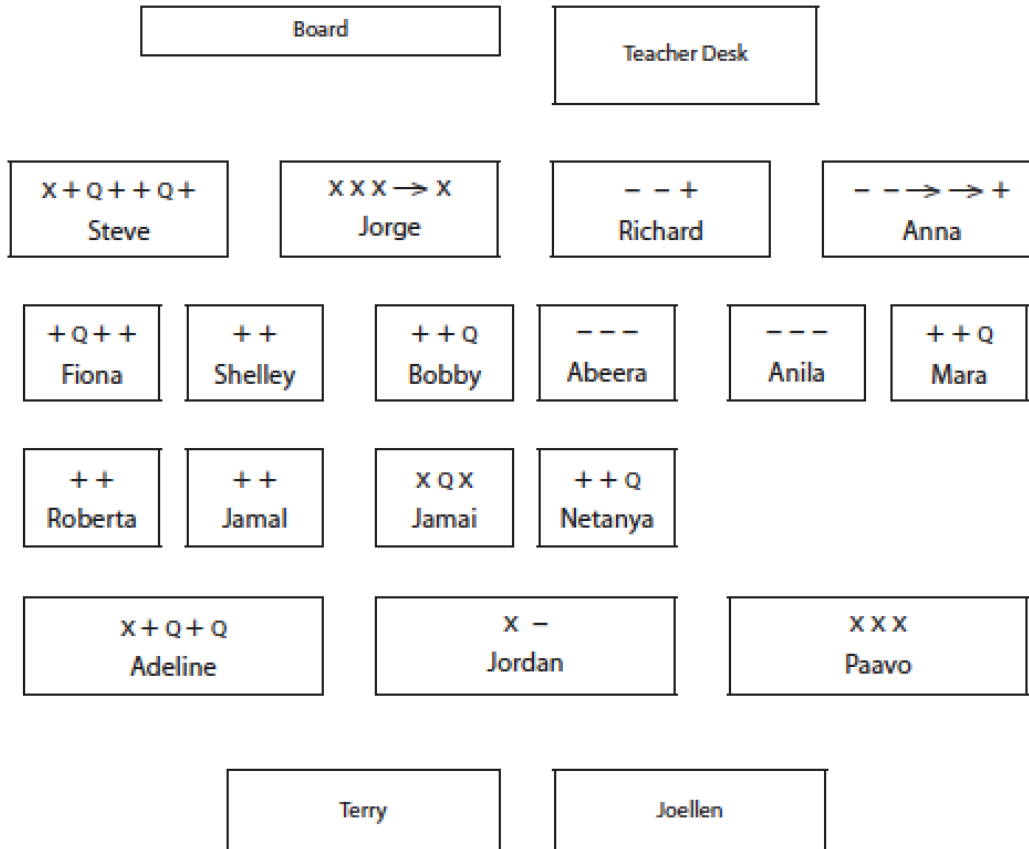 Board
Teacher Desk
X + Q + + Q +
Steve
X X X → X
Jorge
– – +
Richard
– – → → +
Anna
+ Q + +
Fiona
+ +
Shelley
+ + Q
Bobby
– – –
Abeera
– – –
Anila
+ + Q
Mara
+ +
Roberta
+ +
Jamal
X Q X
Jamai
+ + Q
Netanya
X + Q + Q
Adeline
X –
Jordan
X X X
Paavo
Terry
Joellen